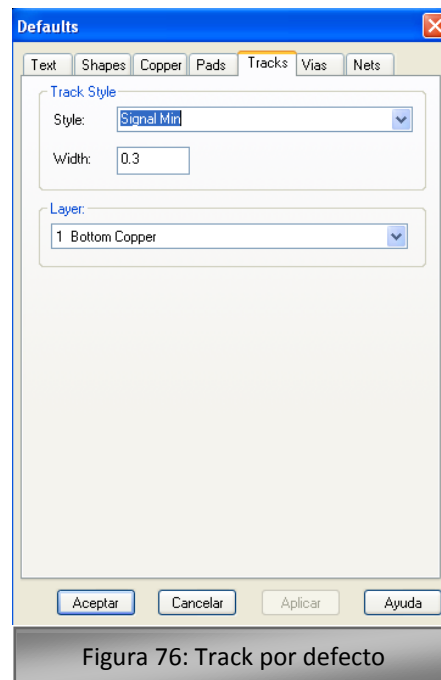 Defaults
Text Shapes Copper Pads Tracks Vias Nets
Track Style
Style: Signal Min
Width: 0.3
Layer:
1 Bottom Copper
Aceptar Cancelar Aplicar Ayuda
Figura 76: Track por defecto